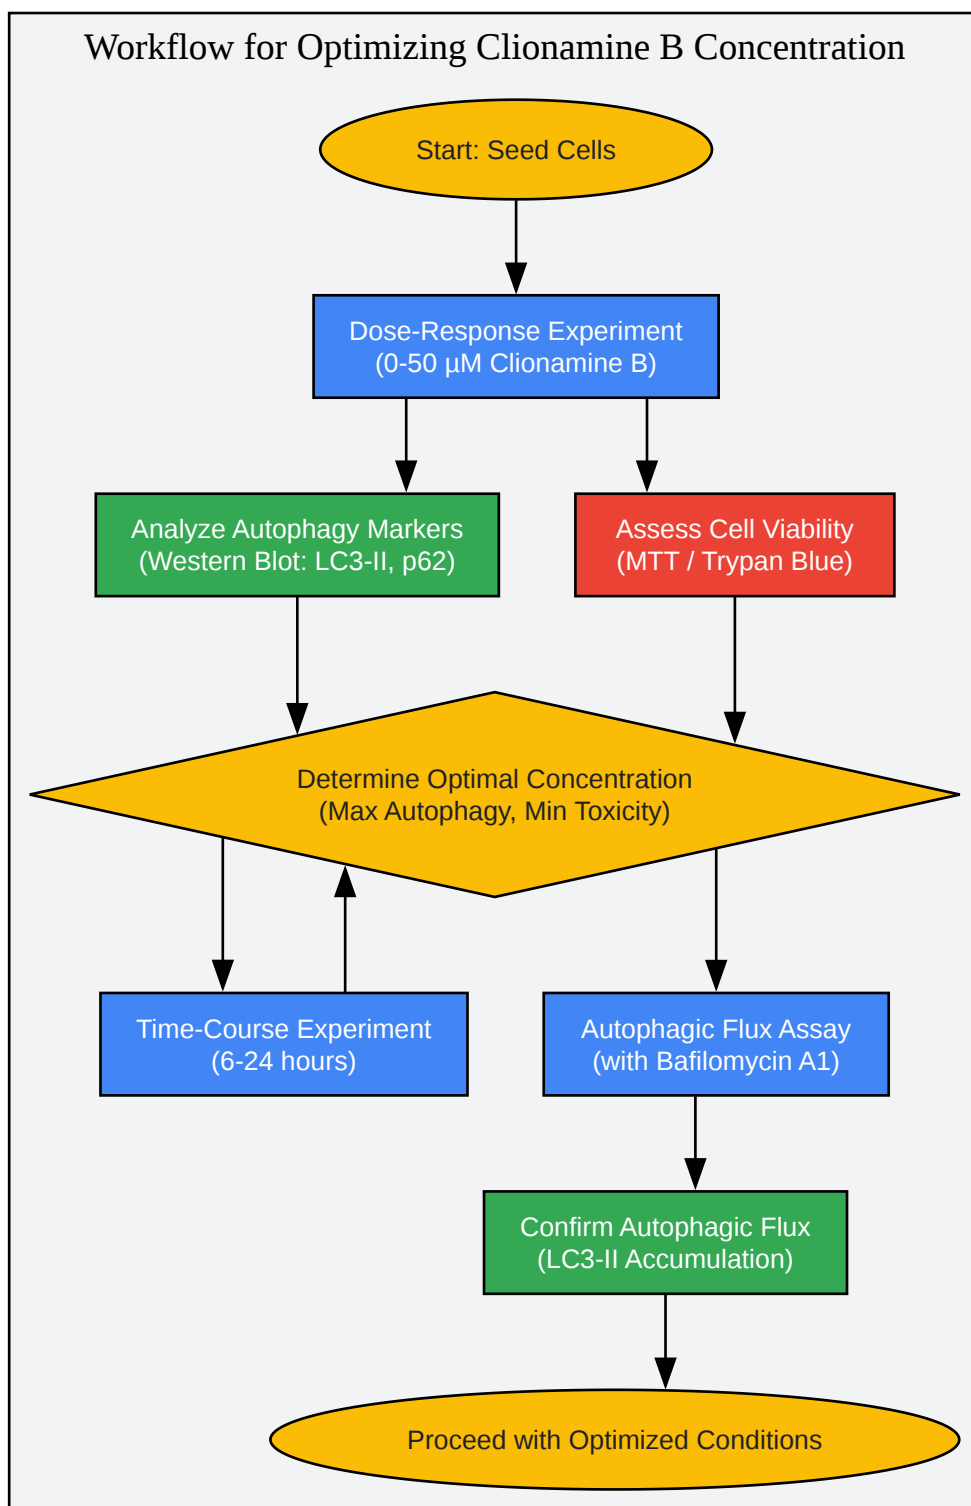 Workflow for Optimizing Clionamine B Concentration
Start: Seed Cells
Dose-Response Experiment
(0-50 µM Clionamine B)
Analyze Autophagy Markers
(Western Blot: LC3-II, p62)
Assess Cell Viability
(MTT / Trypan Blue)
Determine Optimal Concentration
(Max Autophagy, Min Toxicity)
Time-Course Experiment
(6-24 hours)
Autophagic Flux Assay
(with Bafilomycin A1)
Confirm Autophagic Flux
(LC3-II Accumulation)
Proceed with Optimized Conditions